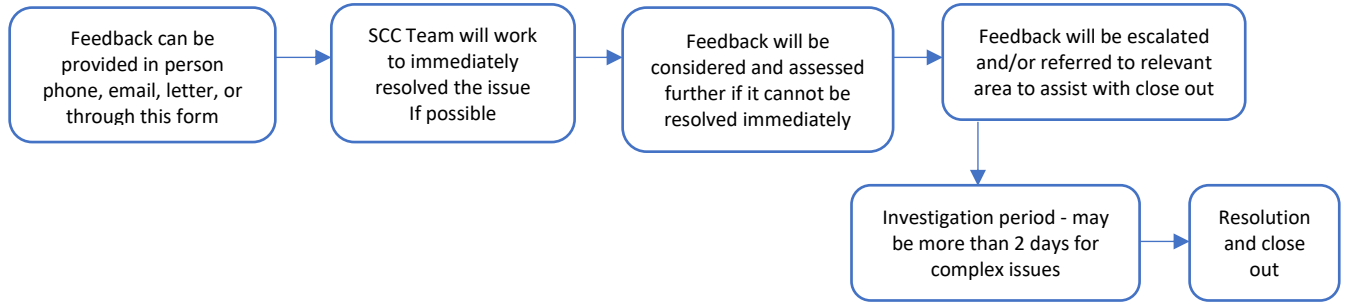 Feedback can be
provided in person
phone, email, letter, or
through this form
SCC Team will work
to immediately
resolved the issue
If possible
Feedback will be
considered and assessed
further if it cannot be
resolved immediately
Feedback will be escalated
and/or referred to relevant
area to assist with close out
Investigation period - may
be more than 2 days for
complex issues
Resolution
and close
out